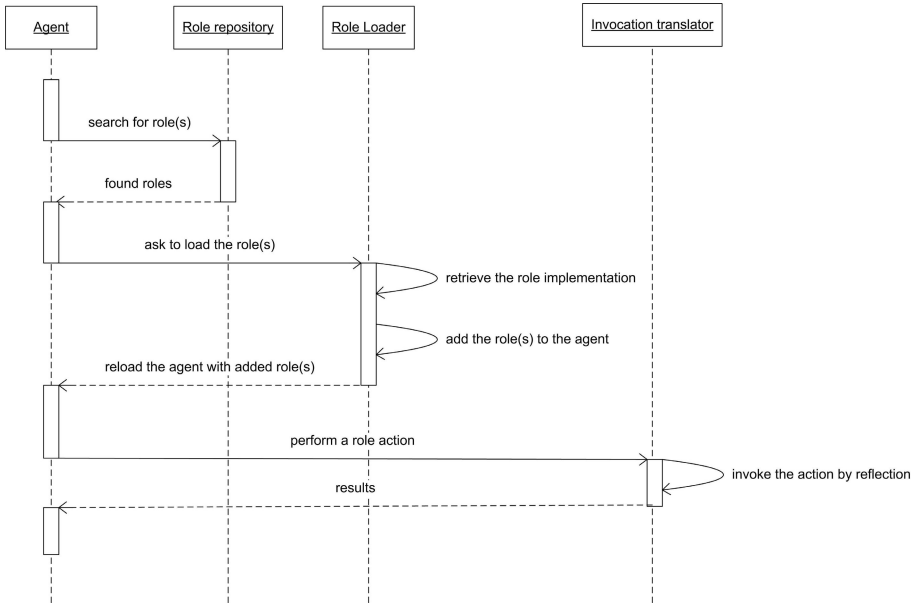 Agent
Role repository
Role Loader
Invocation translator
search for role(s)
found roles
ask to load the role(s)
retrieve the role implementation
add the role(s) to the agent
reload the agent with added role(s)
perform a role action
invoke the action by reflection
results